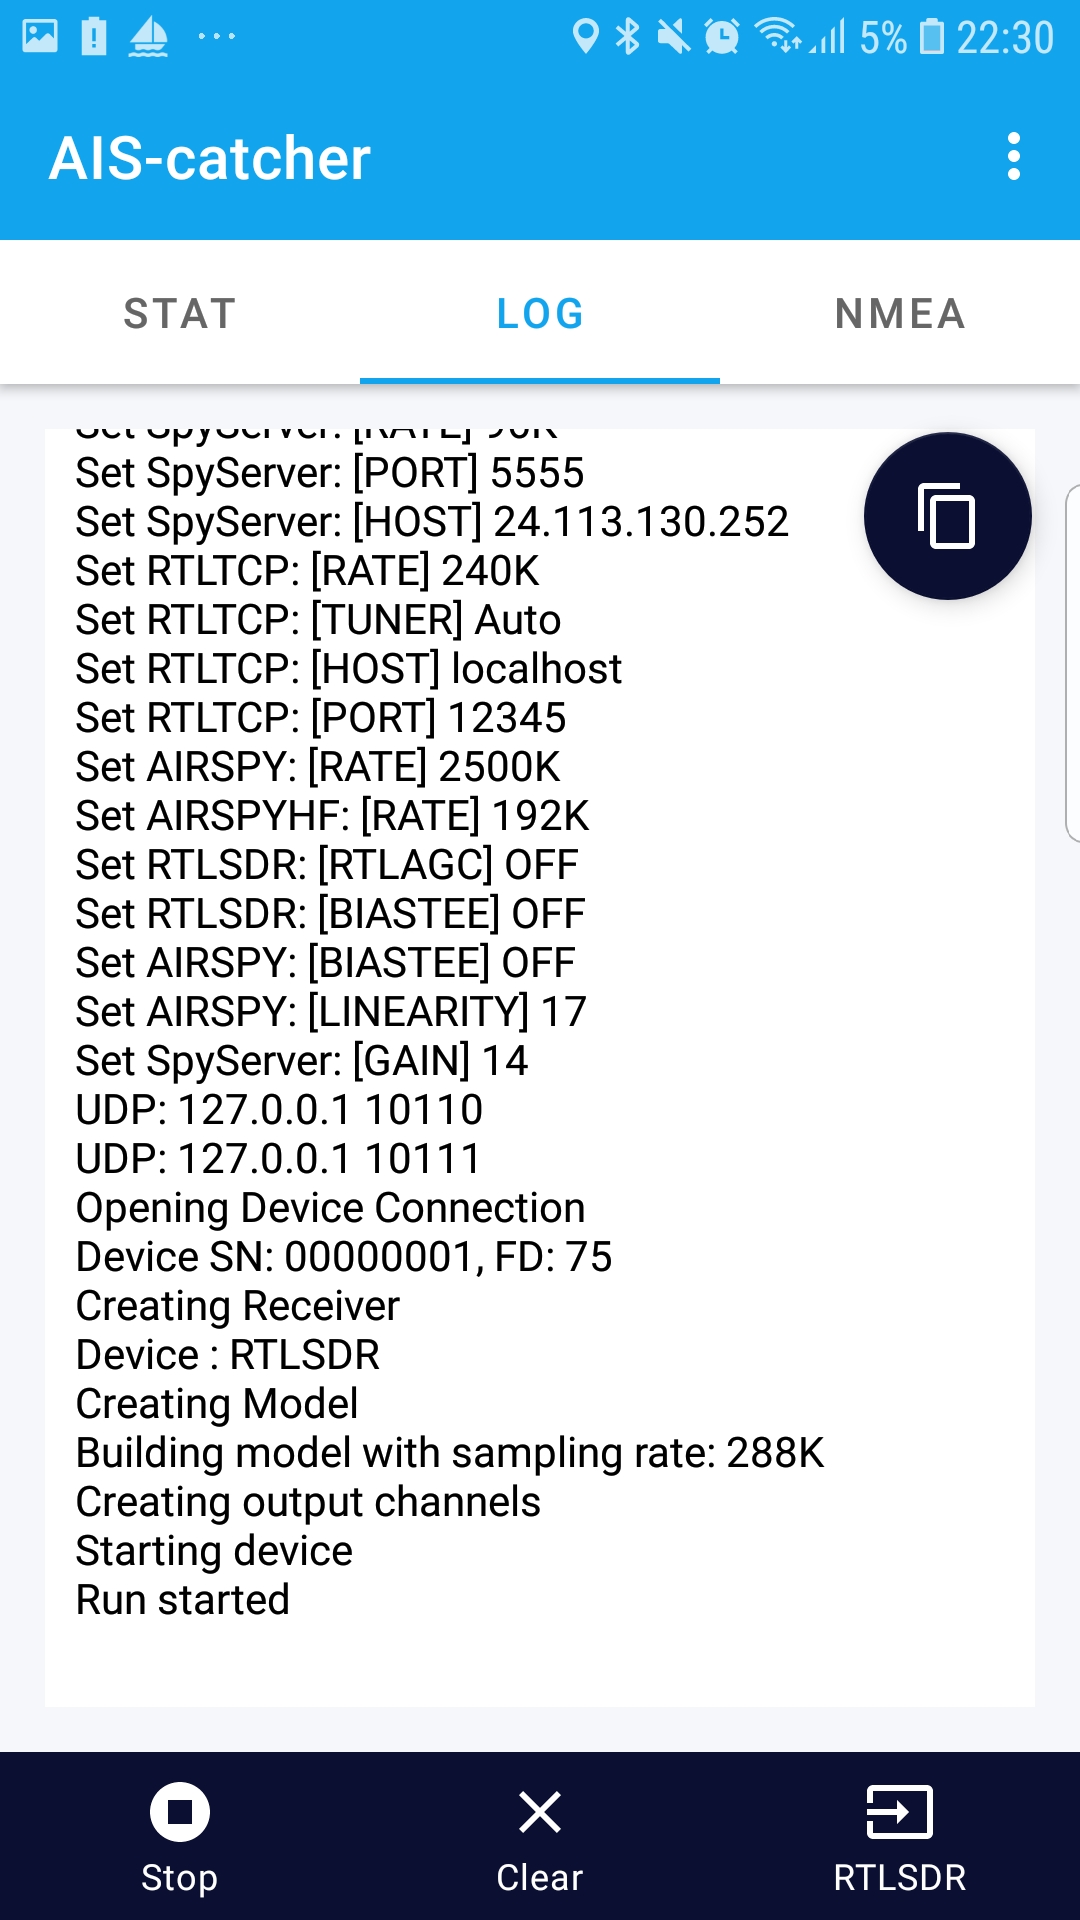 5% 22:30
AIS-catcher
STAT LOG NMEA
Set SpyServer: [RATE] 96K
Set SpyServer: [PORT] 5555
Set SpyServer: [HOST] 24.113.130.252
Set RTLTCP: [RATE] 240K
Set RTLTCP: [TUNER] Auto
Set RTLTCP: [HOST] localhost
Set RTLTCP: [PORT] 12345
Set AIRSPY: [RATE] 2500K
Set AIRSPYHF: [RATE] 192K
Set RTLSDR: [RTLAGC] OFF
Set RTLSDR: [BIASTEE] OFF
Set AIRSPY: [BIASTEE] OFF
Set AIRSPY: [LINEARITY] 17
Set SpyServer: [GAIN] 14
UDP: 127.0.0.1 10110
UDP: 127.0.0.1 10111
Opening Device Connection
Device SN: 00000001, FD: 75
Creating Receiver
Device : RTLSDR
Creating Model
Building model with sampling rate: 288K
Creating output channels
Starting device
Run started
Stop Clear RTLSDR